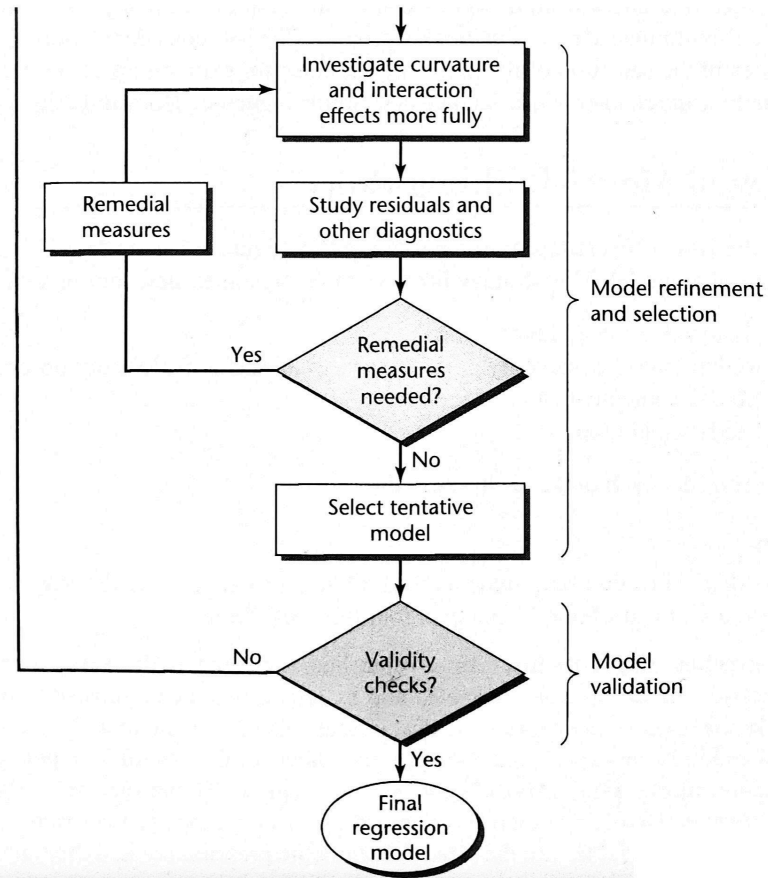 Investigate curvature
and interaction
effects more fully
Remedial
measures
Study residuals and
other diagnostics
Model refinement
and selection
Yes
Remedial
measures
needed?
No
Select tentative
model
No
Validity
checks?
Model
validation
Yes
Final
regression
model